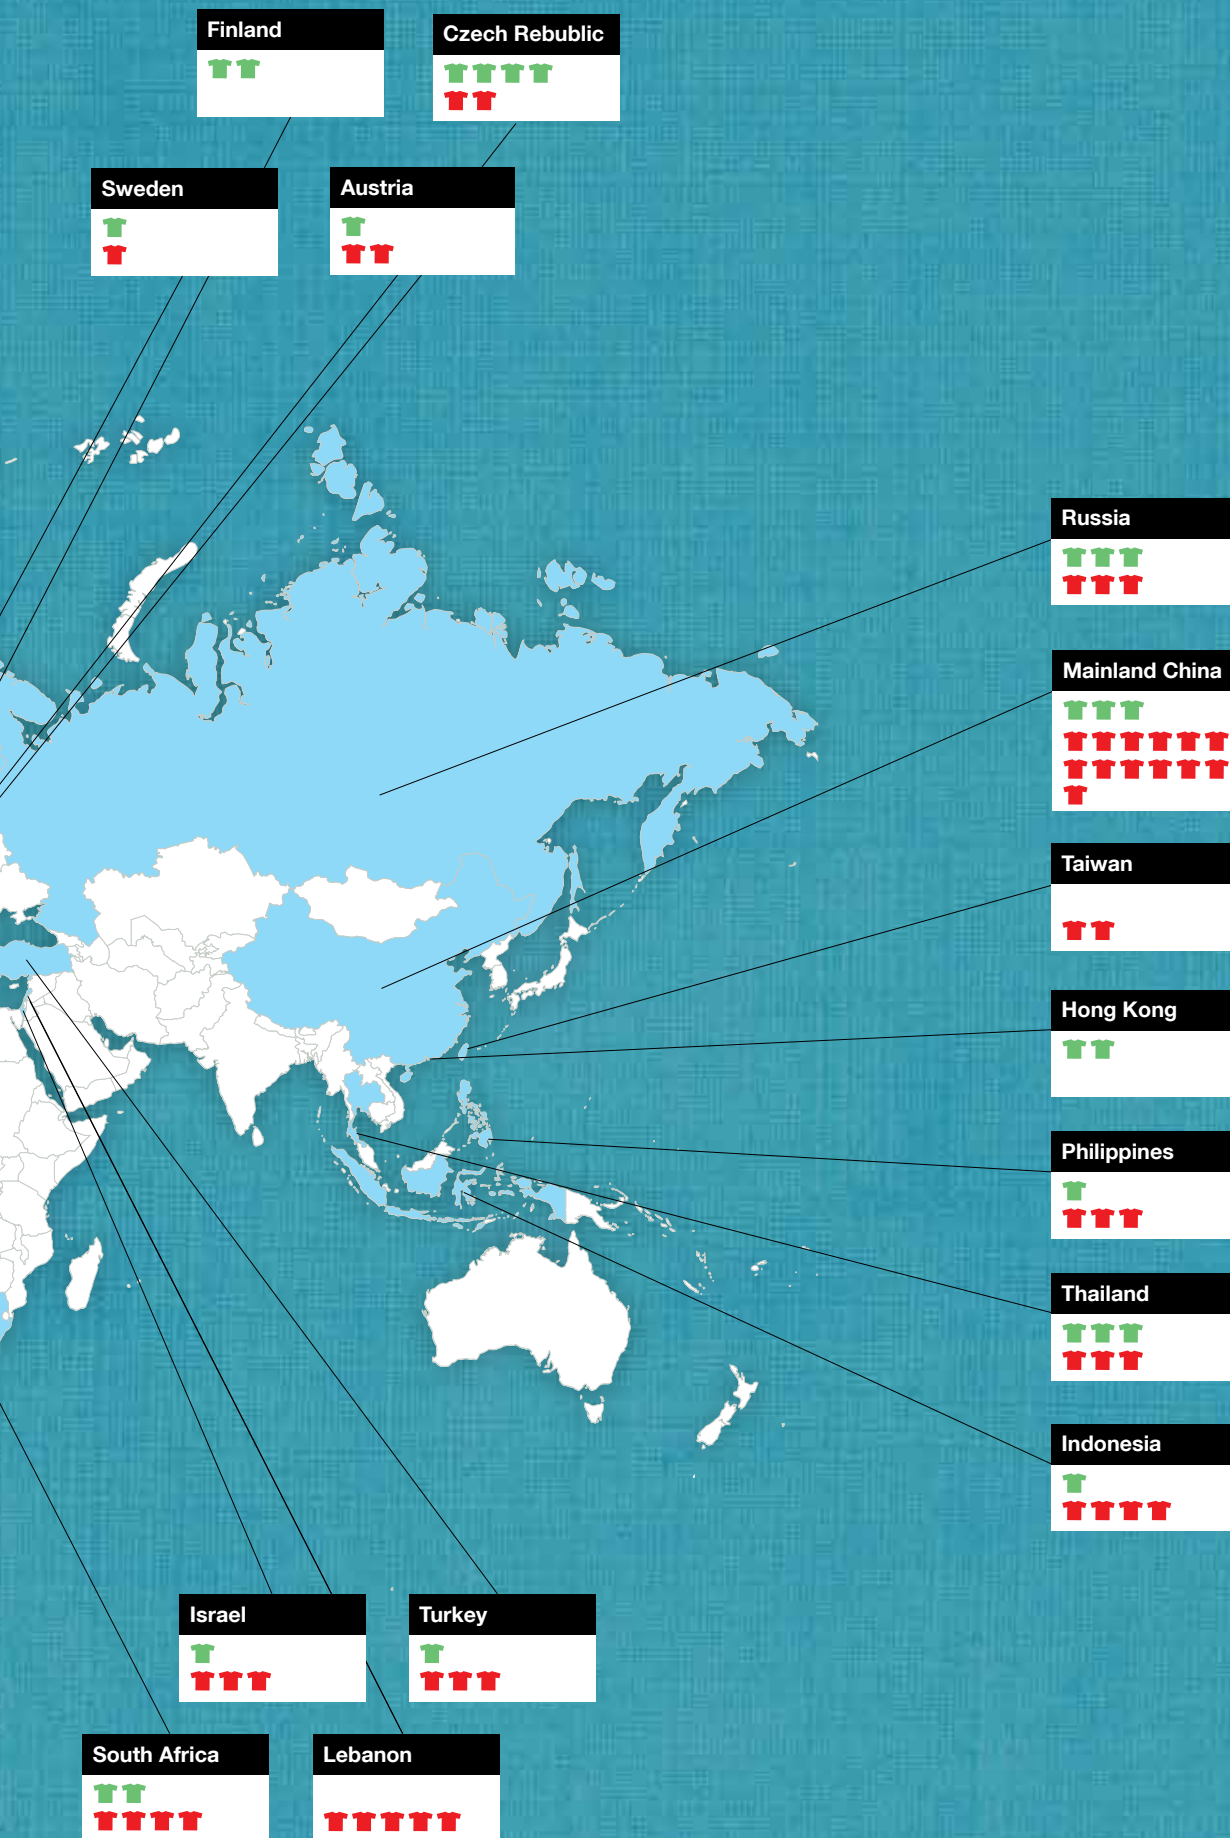 Finland
Czech Rebublic
Sweden
Austria
Russia
Mainland China
Taiwan
Hong Kong
Philippines
Thailand
Indonesia
Israel
Turkey
South Africa
Lebanon